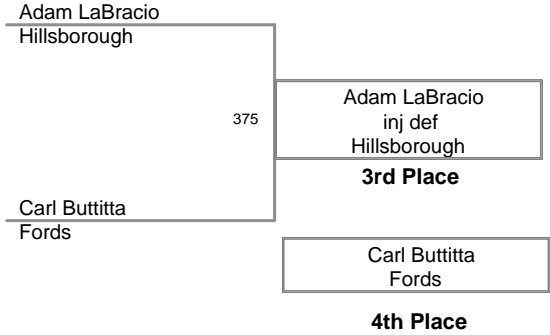 Adam LaBracio
Hillsborough
375
Adam LaBracio
inj def
Hillsborough
3rd Place
Carl Buttitta
Fords
Carl Buttitta
Fords
4th Place